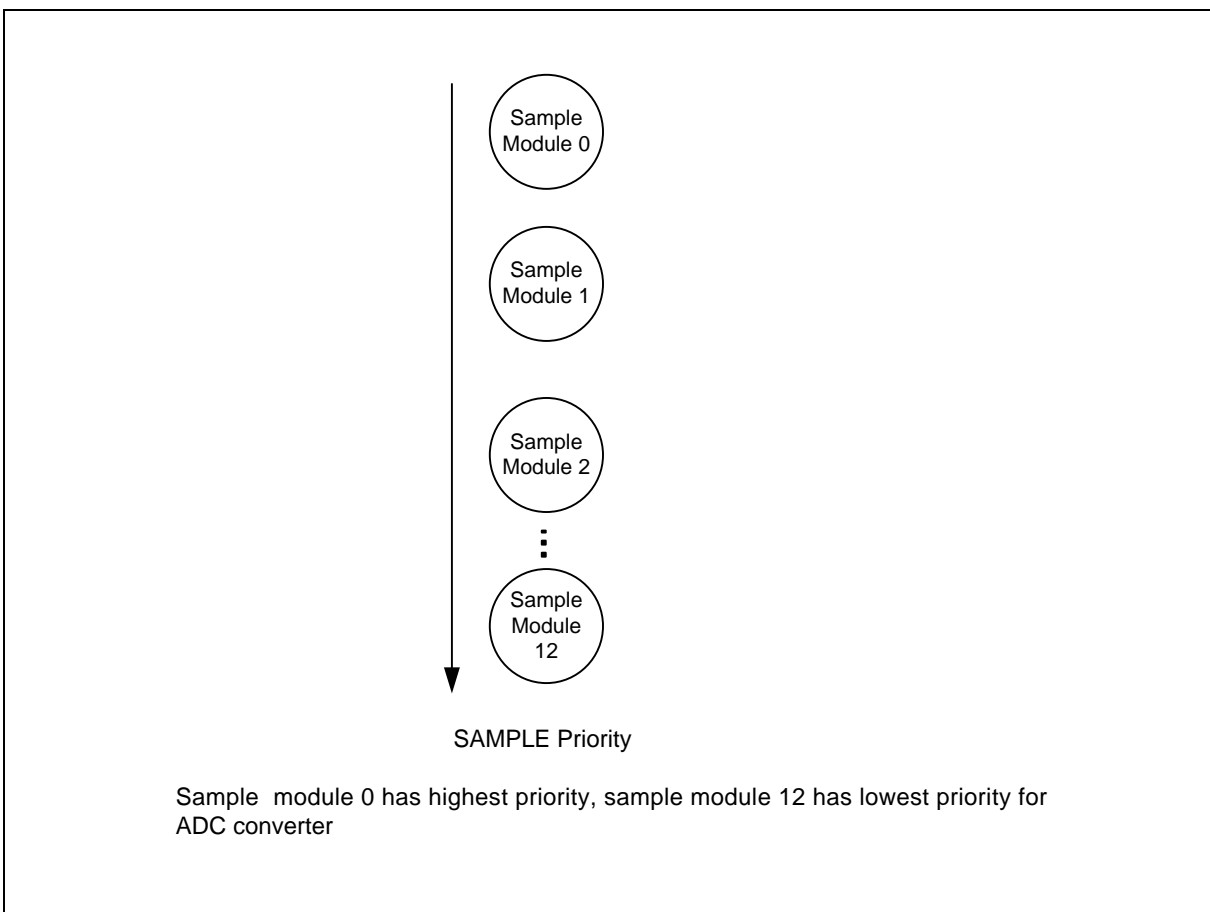 Sample
Module 0
Sample
Module 1
Sample
Module 2
Sample
Module
12
SAMPLE Priority
Sample module 0 has highest priority, sample module 12 has lowest priority for
ADC converter